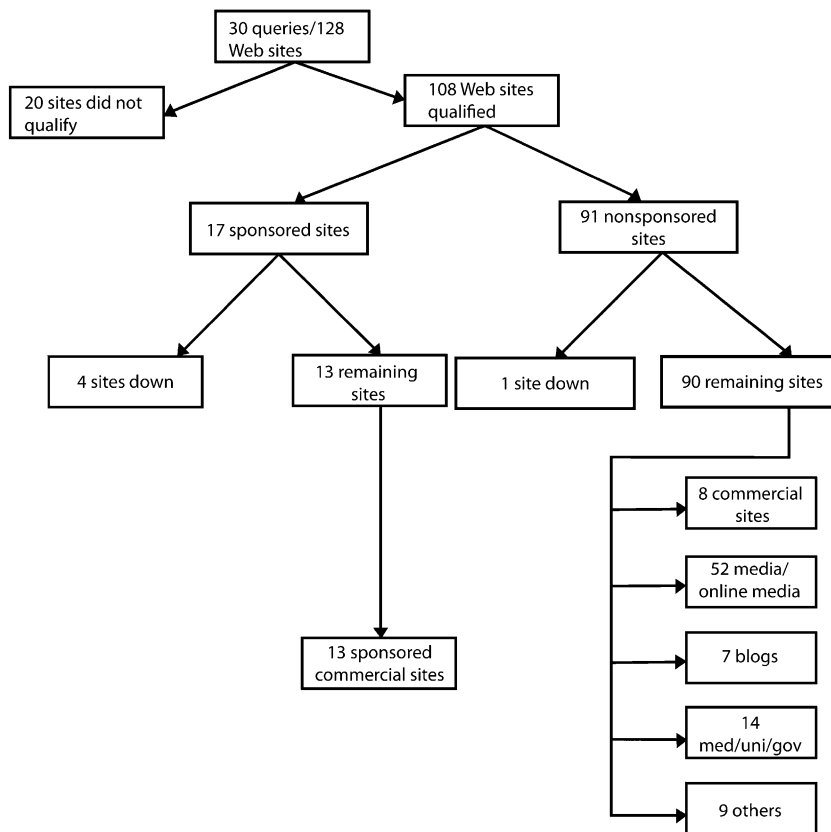 30 queries/128
Web sites
20 sites did not
qualify
108 Web sites
qualified
17 sponsored sites
91 nonsponsored
sites
4 sites down
13 remaining
sites
1 site down
90 remaining sites
8 commercial
sites
52 media/
online media
7 blogs
13 sponsored
commercial sites
14
med/uni/gov
9 others